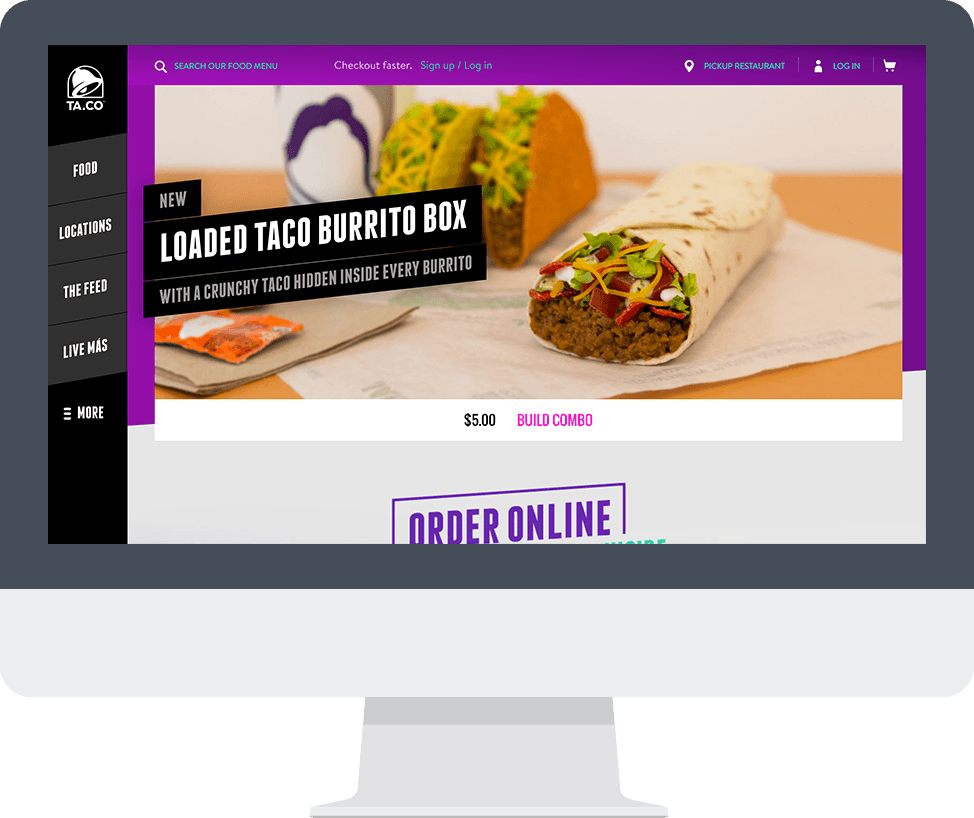 TA.CO
SEARCH OUR FOOD MENU
Checkout faster. Sign up / Log in
PICKUP RESTAURANT
LOG IN
FOOD
LOCATIONS
THE FEED
LIVE MÁS
MORE
NEW
LOADED TACO BURRITO BOX
WITH A CRUNCHY TACO HIDDEN INSIDE EVERY BURRITO
$5.00 BUILD COMBO
ORDER ONLINE